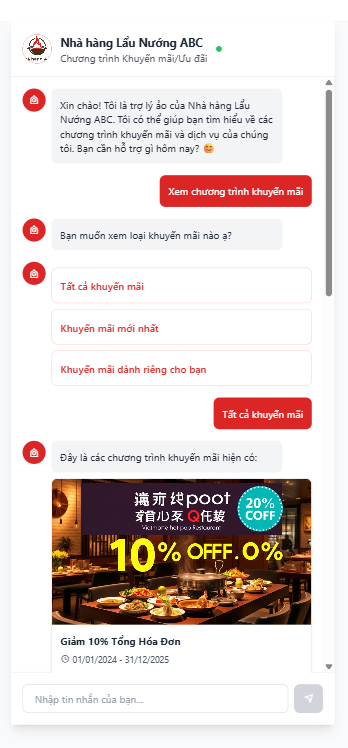 Nhà hàng Lẩu Nướng ABC
Chương trình Khuyến mãi/Ưu đãi
Xin chào! Tôi là trợ lý ảo của Nhà hàng Lẩu
Nướng ABC. Tôi có thể giúp bạn tìm hiểu về các
chương trình khuyến mãi và dịch vụ của chúng
tôi. Bạn cần hỗ trợ gì hôm nay? 😊
Xem chương trình khuyến mãi
Bạn muốn xem loại khuyến mãi nào ạ?
Tất cả khuyến mãi
Khuyến mãi mới nhất
Khuyến mãi dành riêng cho bạn
Tất cả khuyến mãi
Đây là các chương trình khuyến mãi hiện có:
poot
20%
COFF
10% OFFF.0%
Giảm 10% Tổng Hóa Đơn
01/01/2024 - 31/12/2025
Nhập tin nhắn của bạn...